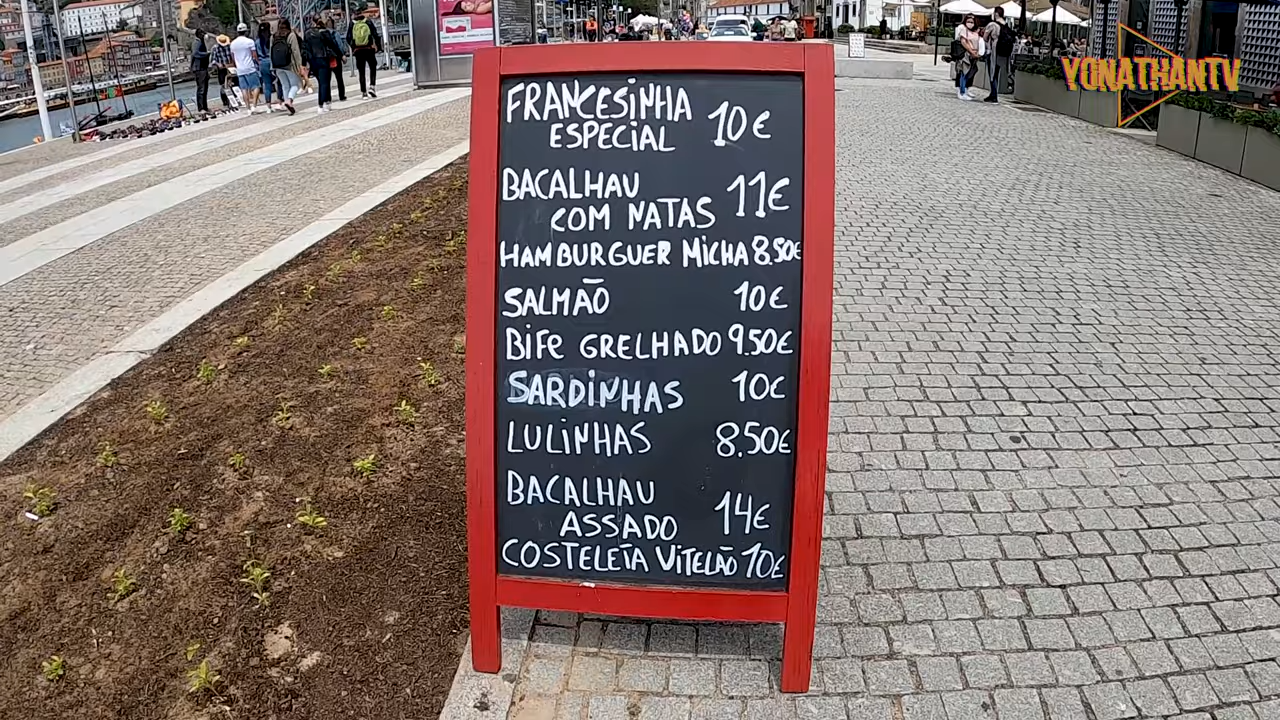 YONATHANTV
FRANCESINHA
ESPECIAL 10€
BACALHAU
COM NATAS 11€
HAMBURGUER MICHA 8.50€
SALMÃO 10€
BIFE GRELHADO 9.50€
SARDINHAS 10€
LULINHAS 8.50€
BACALHAU
ASSADO 14€
COSTELETA VITELÃO 10€